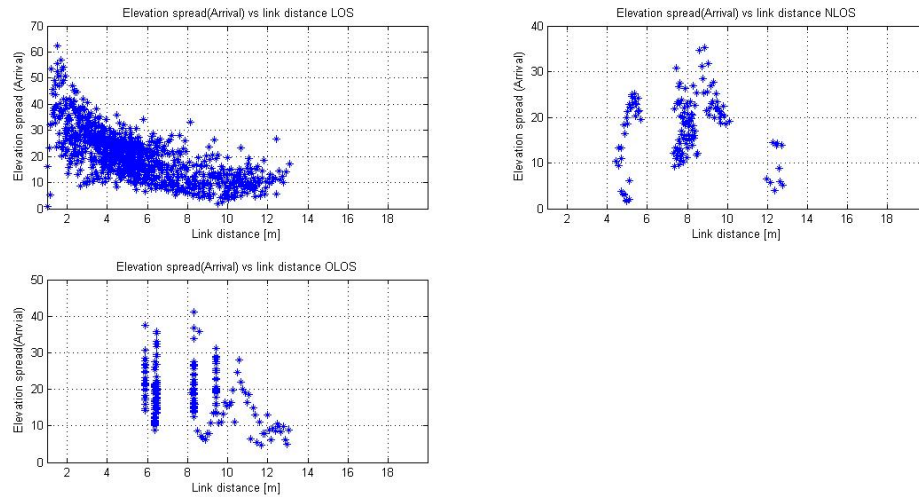 Elevation spread(Arrival) vs link distance LOS
70
60
50
40
30
20
10
0
2 4 6 8 10 12 14 16 18
Link distance [m]
Elevation spread (Arrival)
Elevation spread(Arrival) vs link distance NLOS
40
30
20
10
0
2 4 6 8 10 12 14 16 18
Link distance [m]
Elevation spread (Arrival)
Elevation spread(Arrival) vs link distance OLOS
50
40
30
20
10
0
2 4 6 8 10 12 14 16 18
Link distance [m]
Elevation spread(Arrvial)